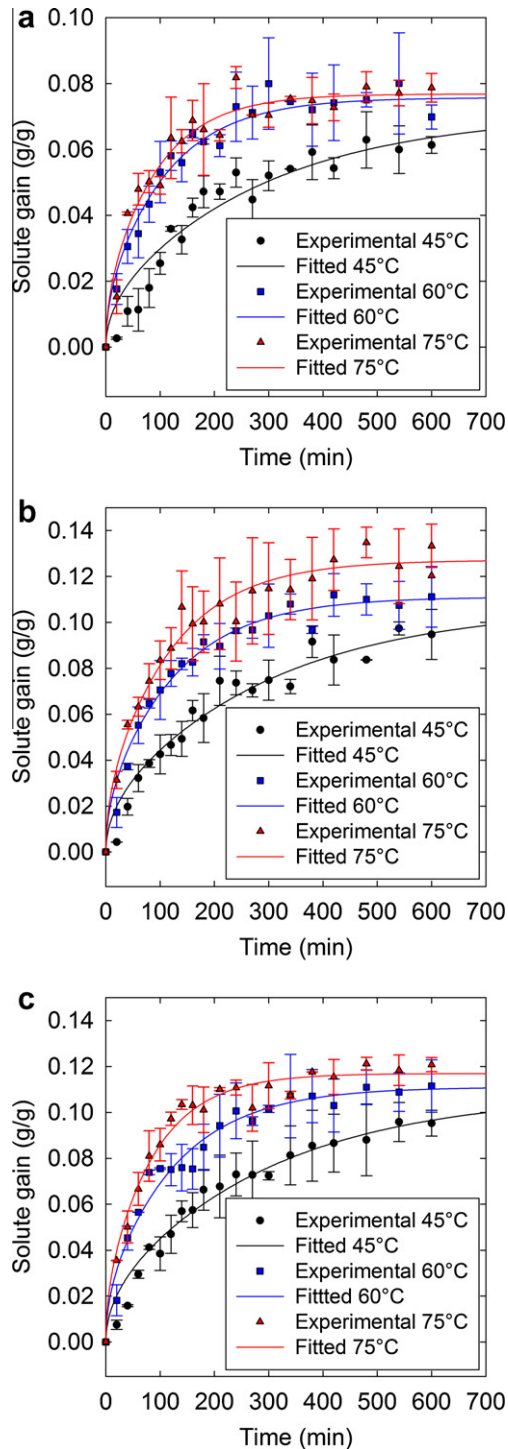 a
0.10
0.08
0.06
0.04
0.02
0.00
Solute gain (g/g)
Experimental 45°C
Fitted 45°C
Experimental 60°C
Fitted 60°C
Experimental 75°C
Fitted 75°C
0 100 200 300 400 500 600 700
Time (min)
b
0.14
0.12
0.10
0.08
0.06
0.04
0.02
0.00
Solute gain (g/g)
Experimental 45°C
Fitted 45°C
Experimental 60°C
Fitted 60°C
Experimental 75°C
Fitted 75°C
0 100 200 300 400 500 600 700
Time (min)
c
0.14
0.12
0.10
0.08
0.06
0.04
0.02
0.00
Solute gain (g/g)
Experimental 45°C
Fitted 45°C
Experimental 60°C
Fittted 60°C
Experimental 75°C
Fitted 75°C
0 100 200 300 400 500 600 700
Time (min)